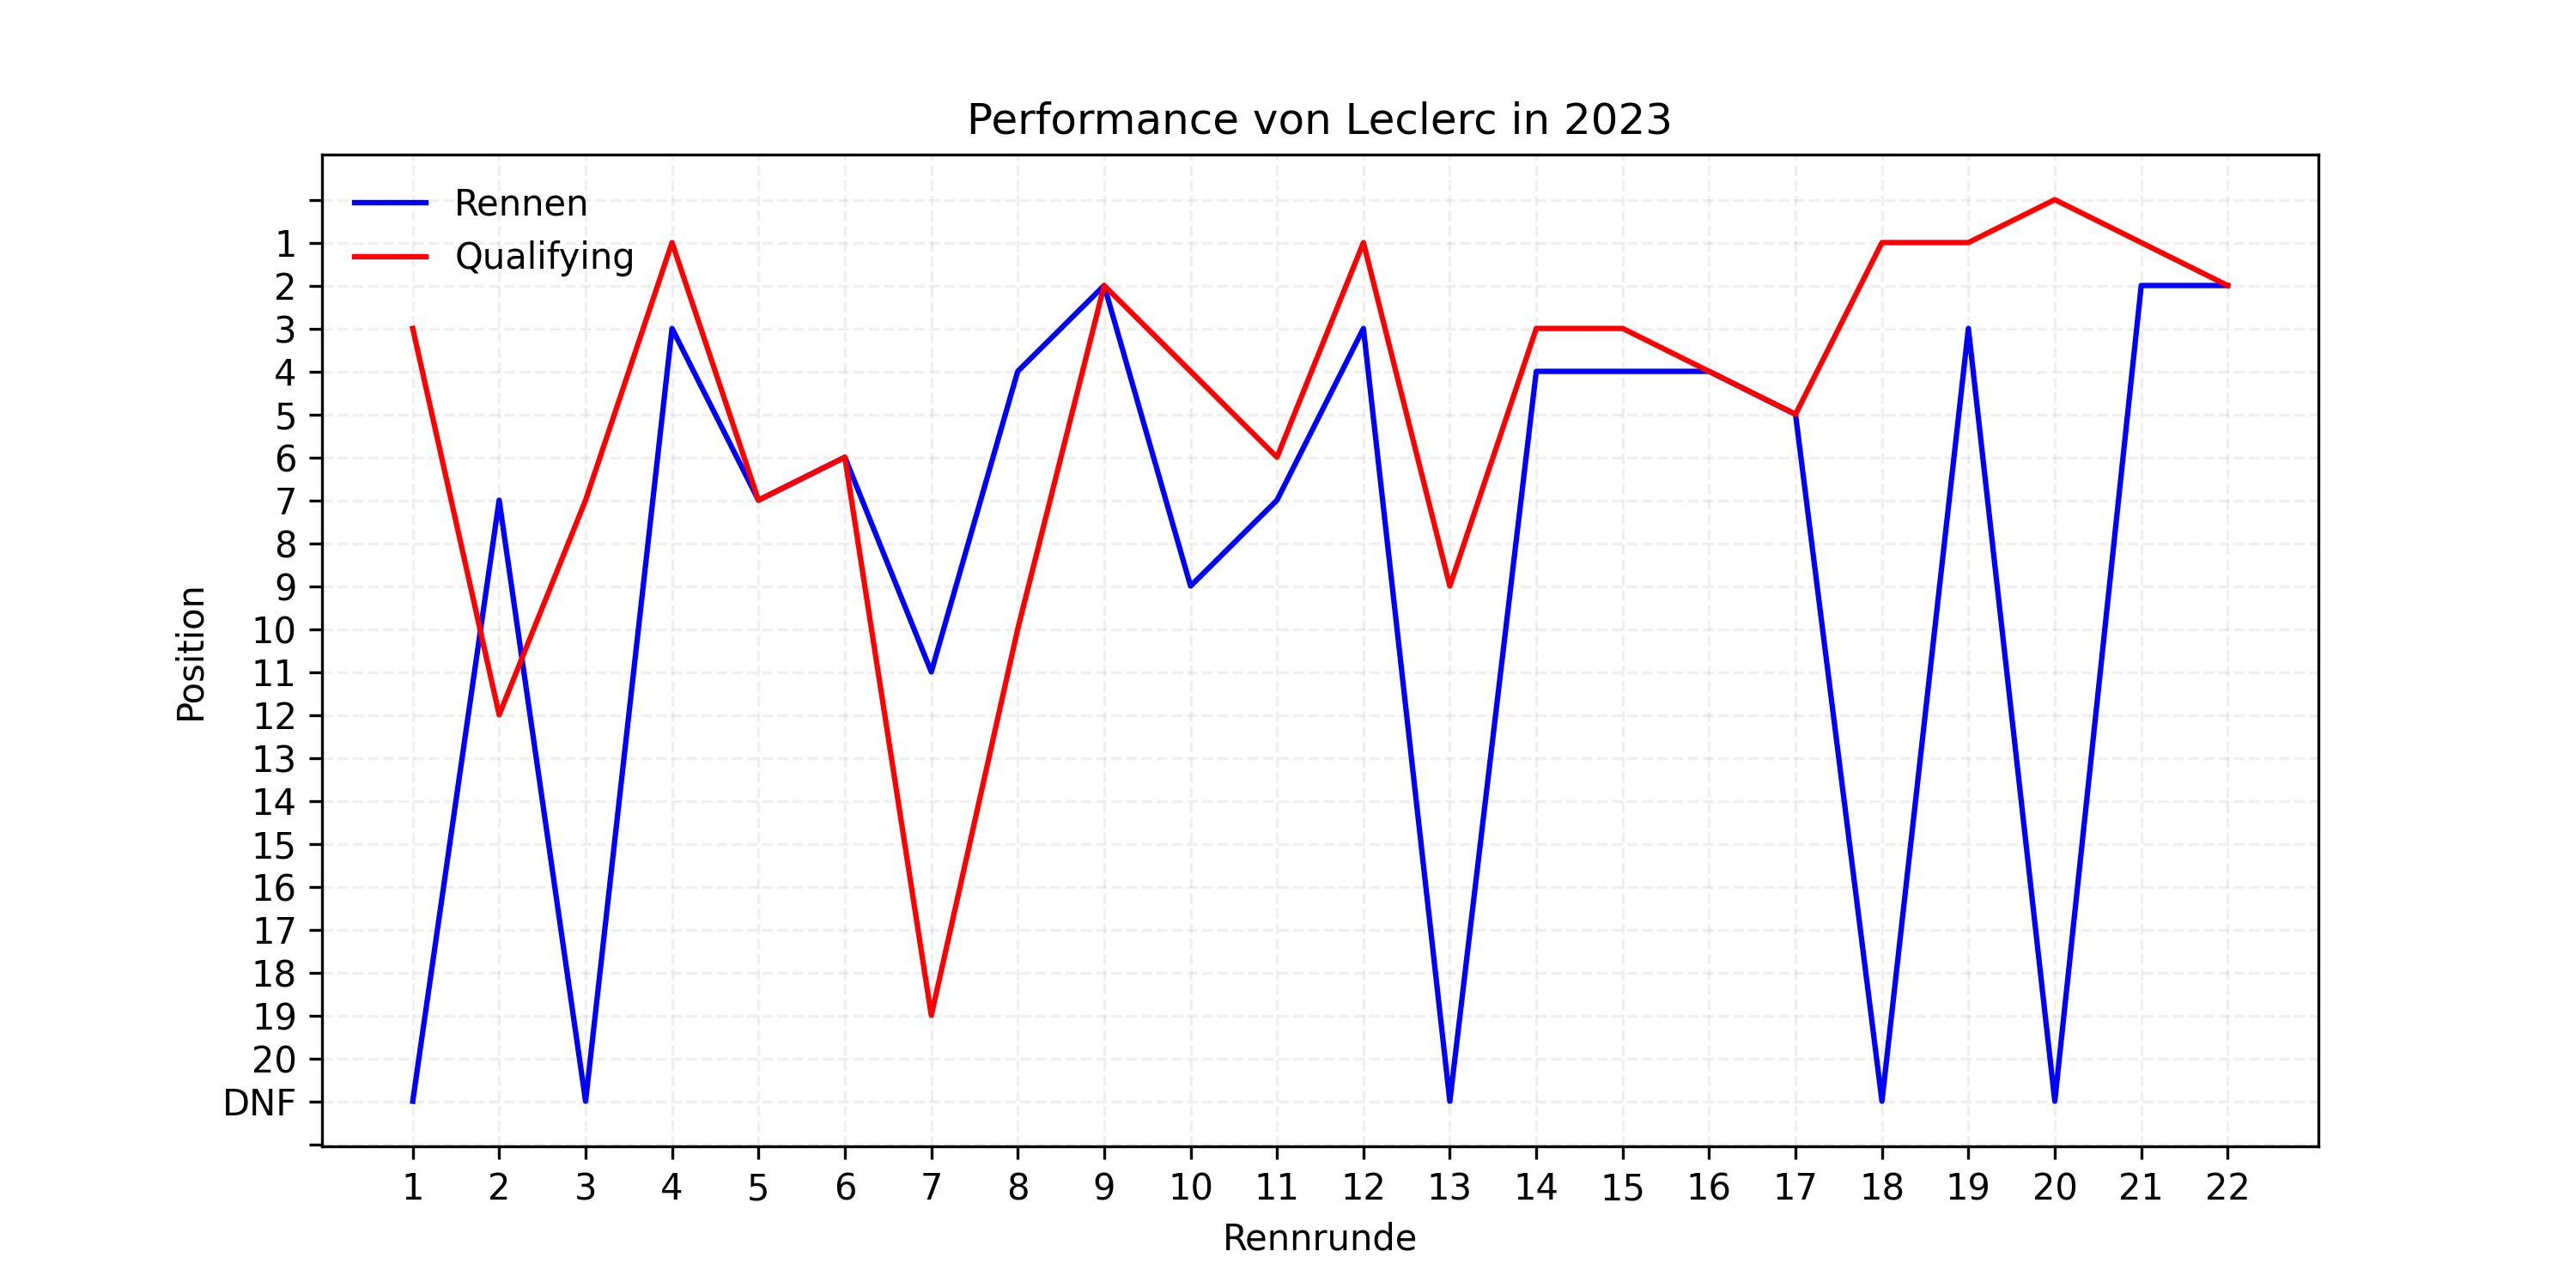 Performance von Leclerc in 2023
Rennen
Qualifying
Position
1
2
3
4
5
6
7
8
9
10
11
12
13
14
15
16
17
18
19
20
DNF
1 2 3 4 5 6 7 8 9 10 11 12 13 14 15 16 17 18 19 20 21 22
Rennrunde